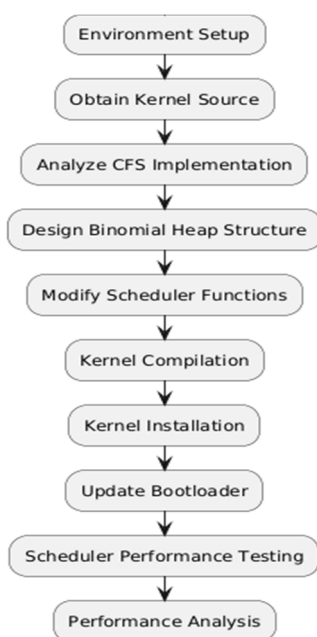 Environment Setup
Obtain Kernel Source
Analyze CFS Implementation
Design Binomial Heap Structure
Modify Scheduler Functions
Kernel Compilation
Kernel Installation
Update Bootloader
Scheduler Performance Testing
Performance Analysis